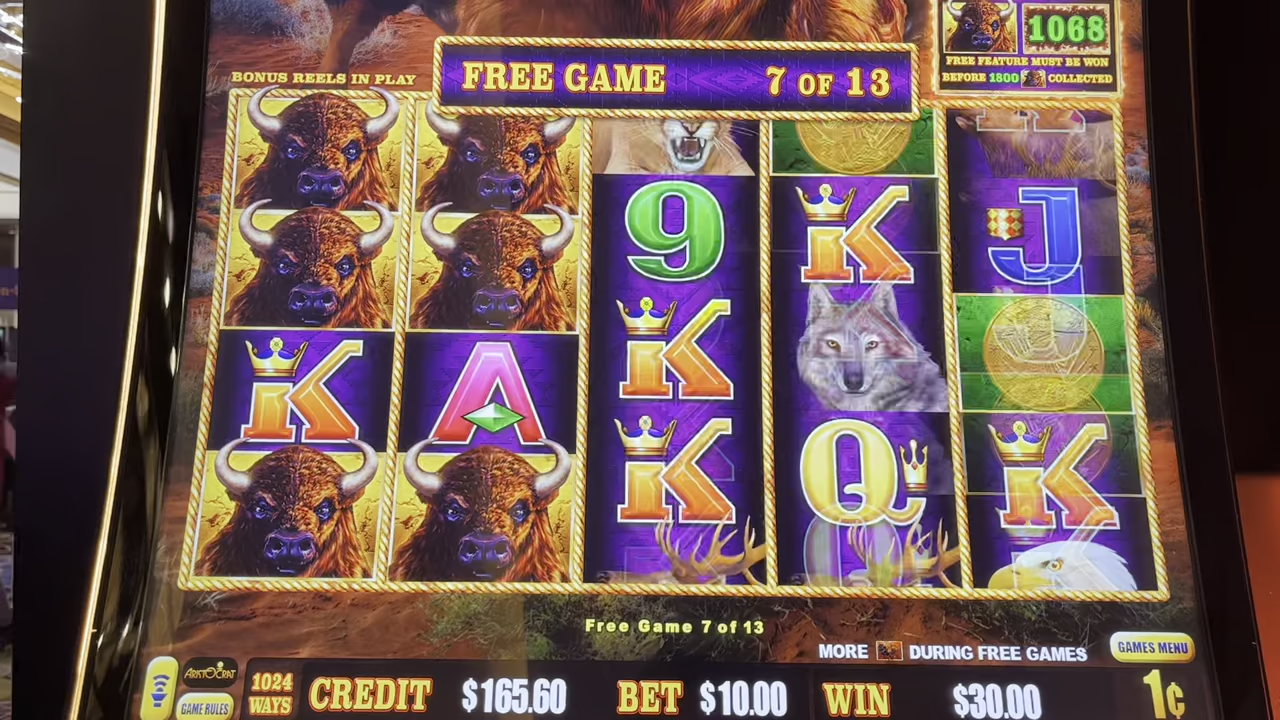 1068
FREE FEATURE MUST BE WON
BEFORE 1800 COLLECTED
BONUS REELS IN PLAY
FREE GAME 7 OF 13
9
K
J
K
A
K
K
Q
K
Free Game 7 of 13
MORE DURING FREE GAMES
GAMES MENU
ARISTOCRAT
GAME RULES
1024
WAYS
CREDIT $165.60 BET $10.00 WIN $30.00 1¢